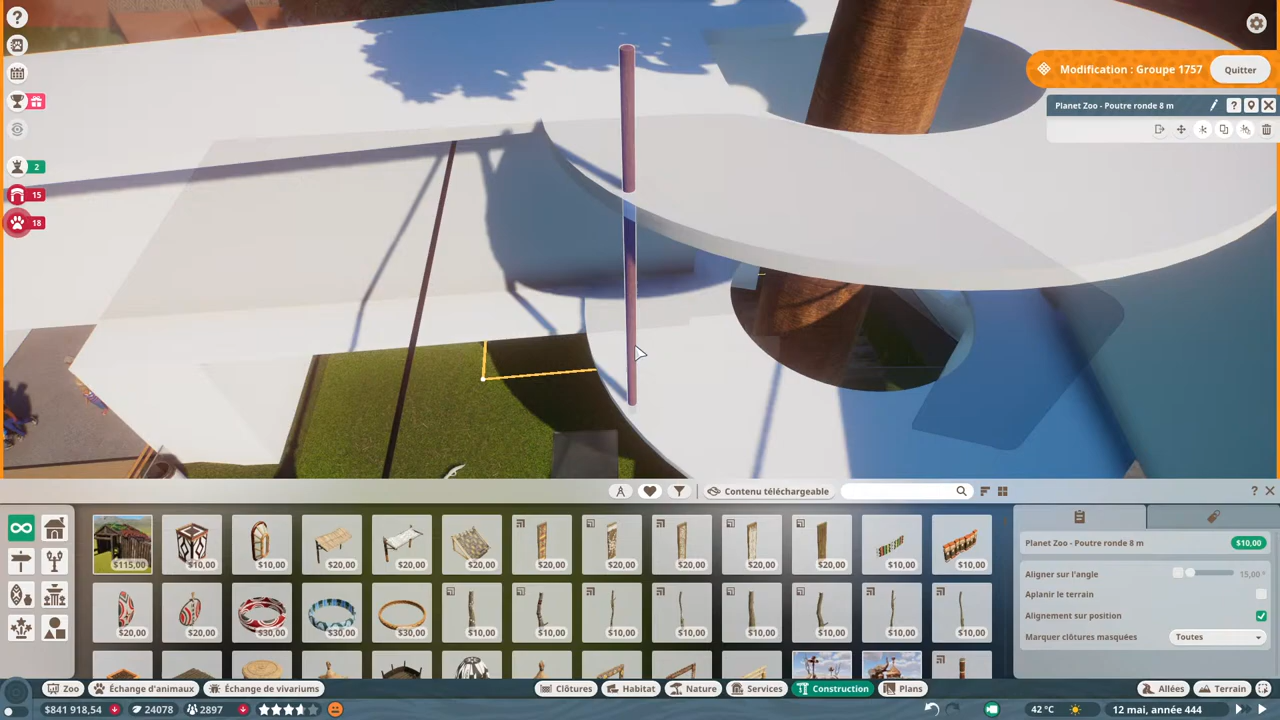 ?
Modification : Groupe 1757
Quitter
Planet Zoo - Poutre ronde 8 m
?
2
15
18
Contenu téléchargeable
?
$115,00
$10,00
$10,00
$20,00
$20,00
$20,00
$20,00
$20,00
$20,00
$20,00
$20,00
$10,00
$10,00
$20,00
$20,00
$30,00
$30,00
$30,00
$10,00
$10,00
$10,00
$10,00
$10,00
$10,00
$10,00
Planet Zoo - Poutre ronde 8 m
$10,00
Aligner sur l'angle
15,00°
Aplanir le terrain
Alignement sur position
Marquer clôtures masquées
Toutes
Zoo
Échange d'animaux
Échange de vivariums
Clôtures
Habitat
Nature
Services
Construction
Plans
Allées
Terrain
$841 918,54
24078
2897
42 °C
12 mai, année 444